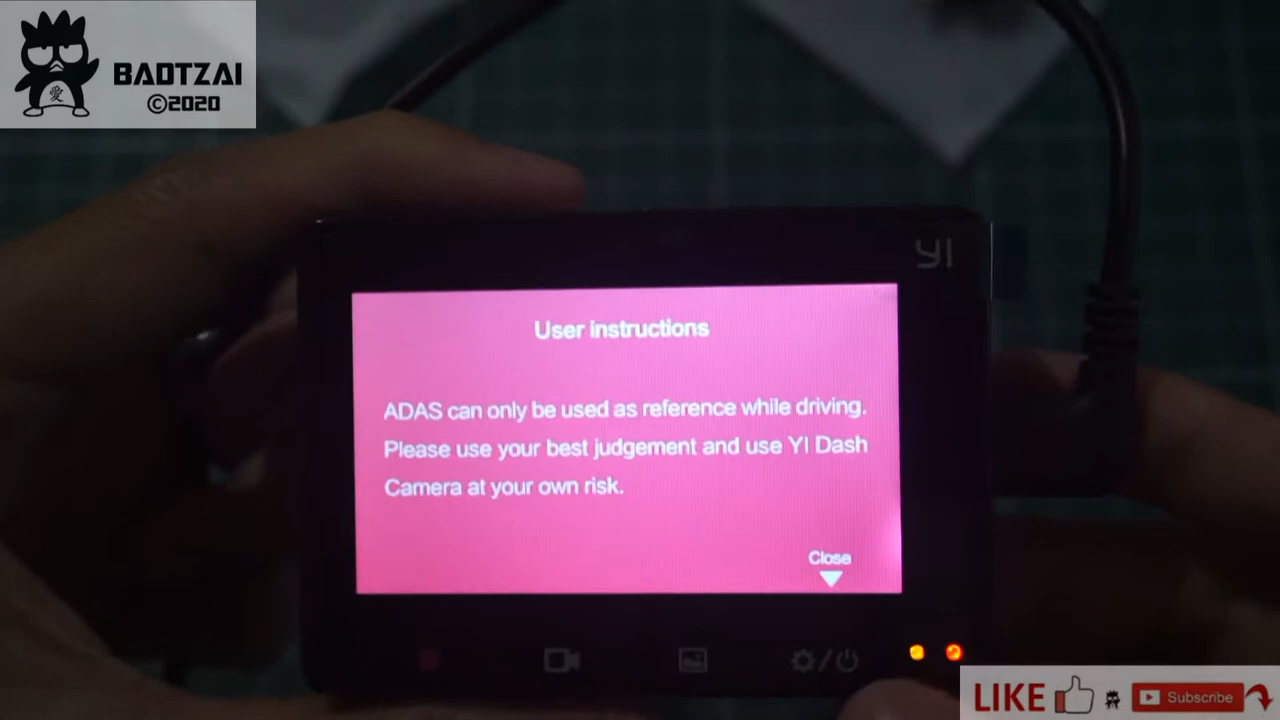 愛
BADTZAI
©2020
YI
User instructions
ADAS can only be used as reference while driving.
Please use your best judgement and use YI Dash
Camera at your own risk.
Close
LIKE
Subscribe